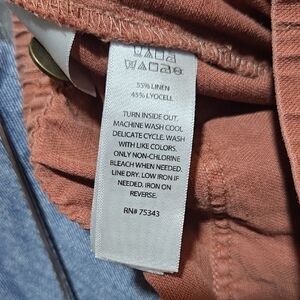 55% LINEN
45% LYOCELL
TURN INSIDE OUT.
MACHINE WASH COOL
DELICATE CYCLE. WASH
WITH LIKE COLORS.
ONLY NON-CHLORINE
BLEACH WHEN NEEDED.
LINE DRY. LOW IRON IF
NEEDED. IRON ON
REVERSE.
RN# 75343